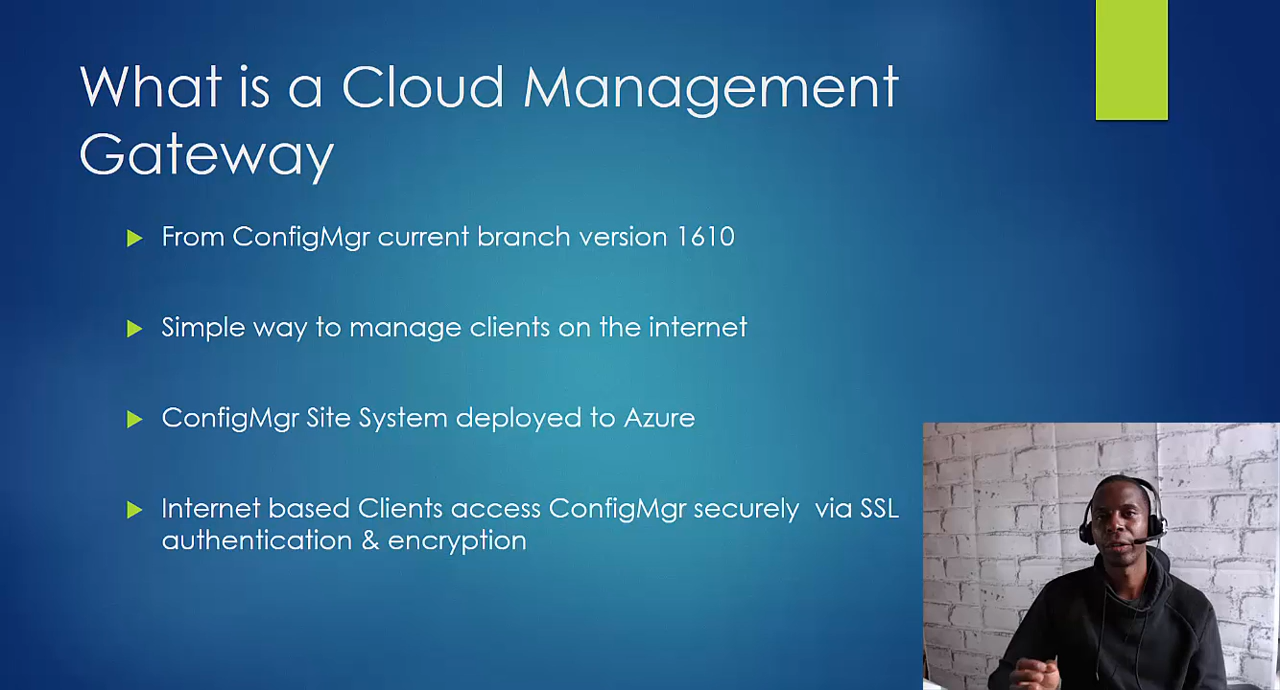 What is a Cloud Management
Gateway
From ConfigMgr current branch version 1610
Simple way to manage clients on the internet
ConfigMgr Site System deployed to Azure
Internet based Clients access ConfigMgr securely  via SSL
authentication & encryption